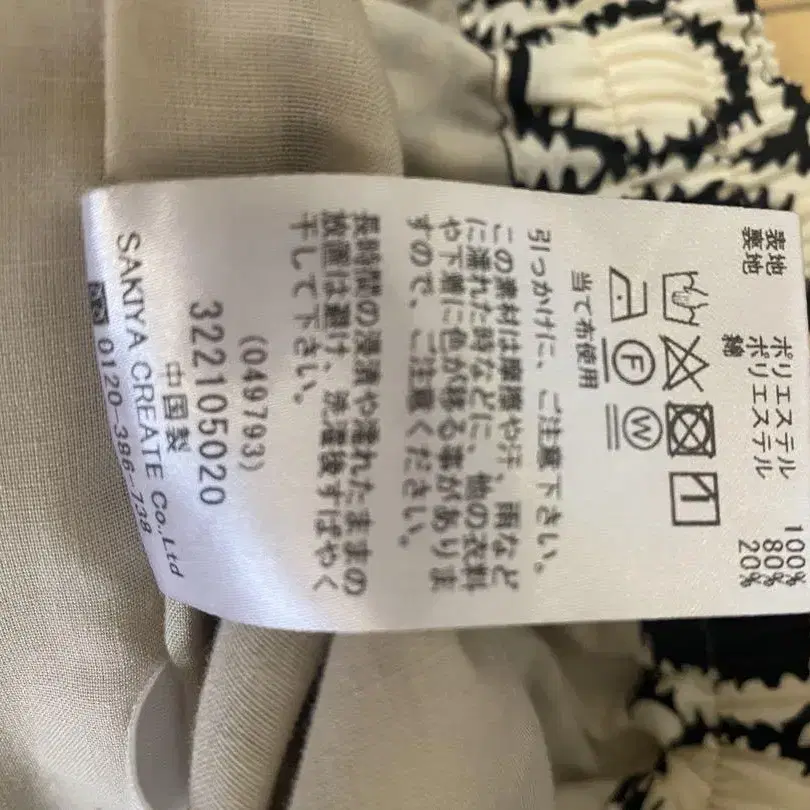 表地 ポリエステル 100%
裏地 ポリエステル 80%
綿 20%
F
W
当て布使用
引っかけに、ご注意下さい。
この素材は摩擦や汗、雨など
に濡れた時などに、他の衣料
や下着に色が移る事がありま
すので、ご注意ください。
長時間の浸漬や濡れたままの
放置は避け、洗濯後すばやく
干して下さい。
(049793)
322105020
中国製
SAKIYA CREATE Co.,Ltd
0120-386-738